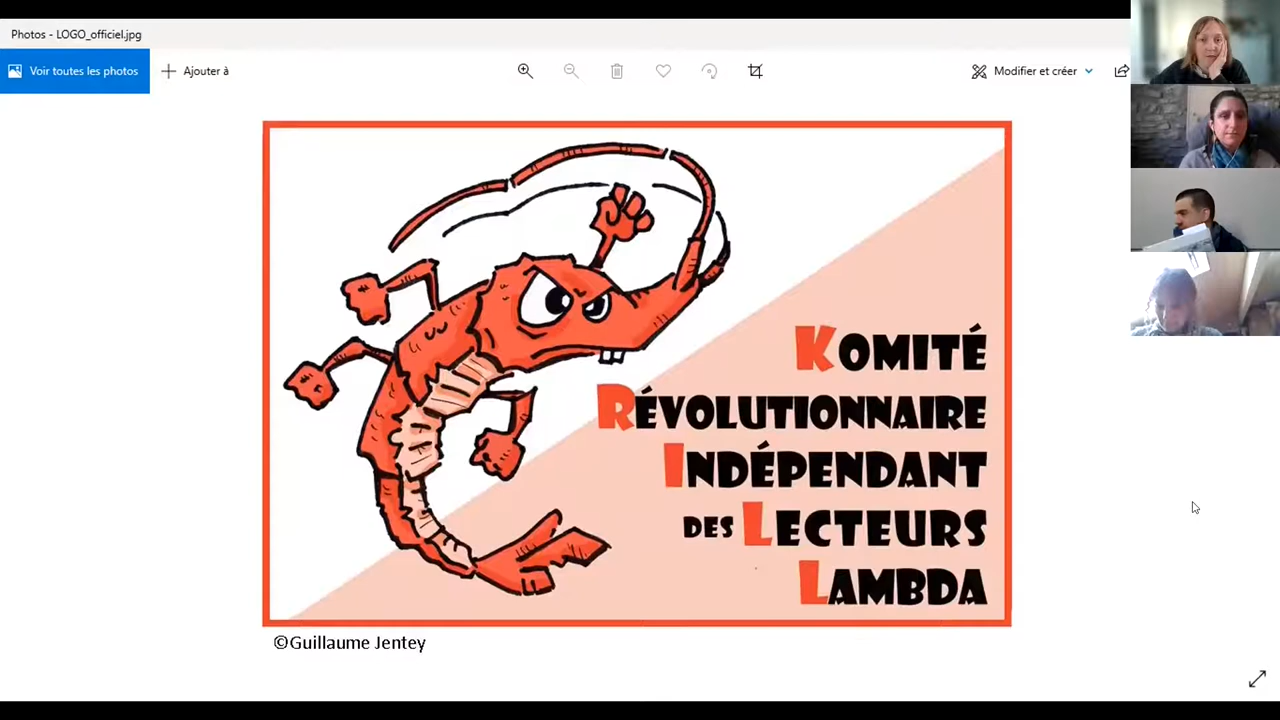 Photos - LOGO_officiel.jpg
Voir toutes les photos
Ajouter à
Modifier et créer
KOMITÉ
RÉVOLUTIONNAIRE
INDÉPENDANT
DES LECTEURS
LAMBDA
©Guillaume Jentey